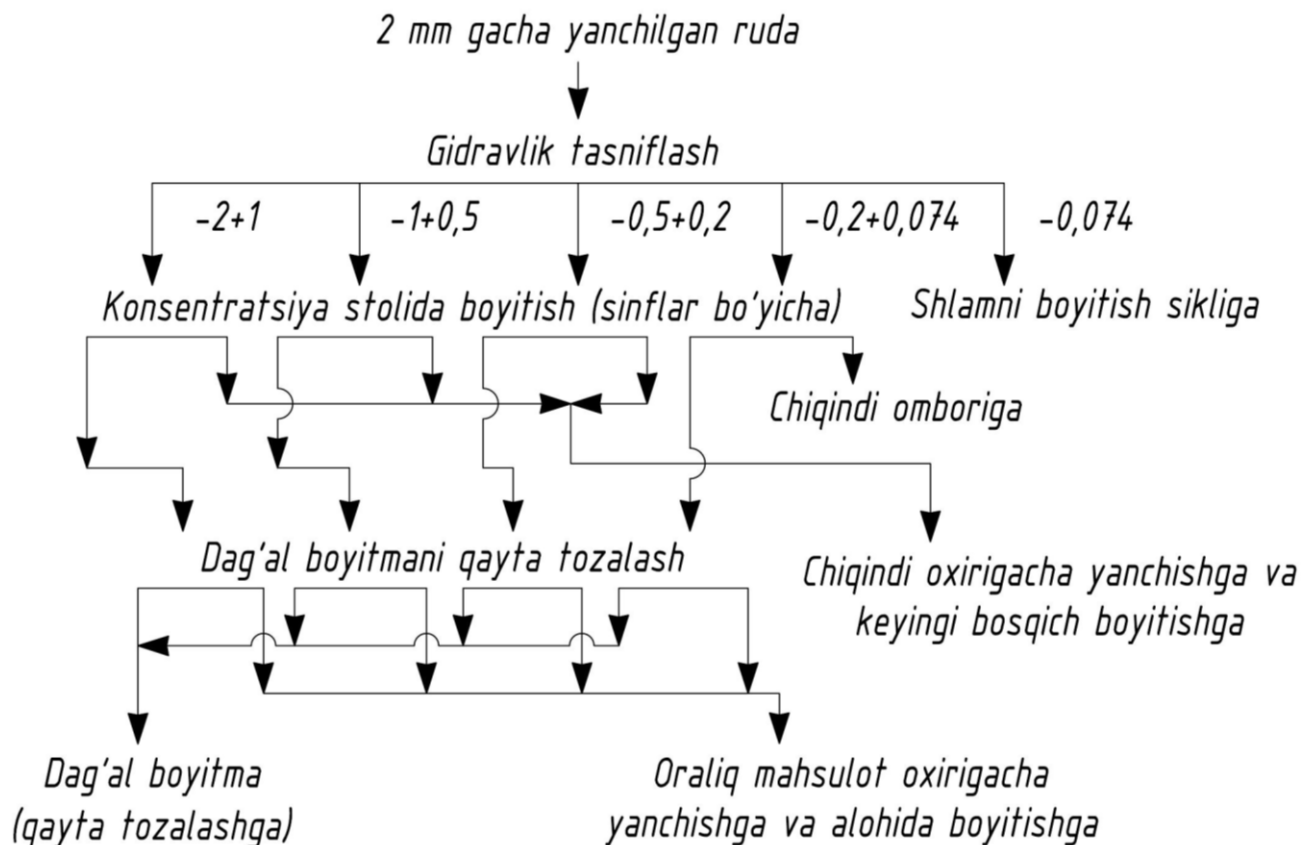 2 mm gacha yanchilgan ruda
Gidravlik tasniflash
-2+1
-1+0,5
-0,5+0,2
-0,2+0,074
-0,074
Konsentratsiya stolida boyitish (sinflar bo'yicha)
Shlamni boyitish sikliga
Chiqindi omboriga
Dag'al boyitmani qayta tozalash
Chiqindi oxirigacha yanchishga va
keyingi bosqich boyitishga
Dag'al boyitma
(qayta tozalashga)
Oraliq mahsulot oxirigacha
yanchishga va alohida boyitishga